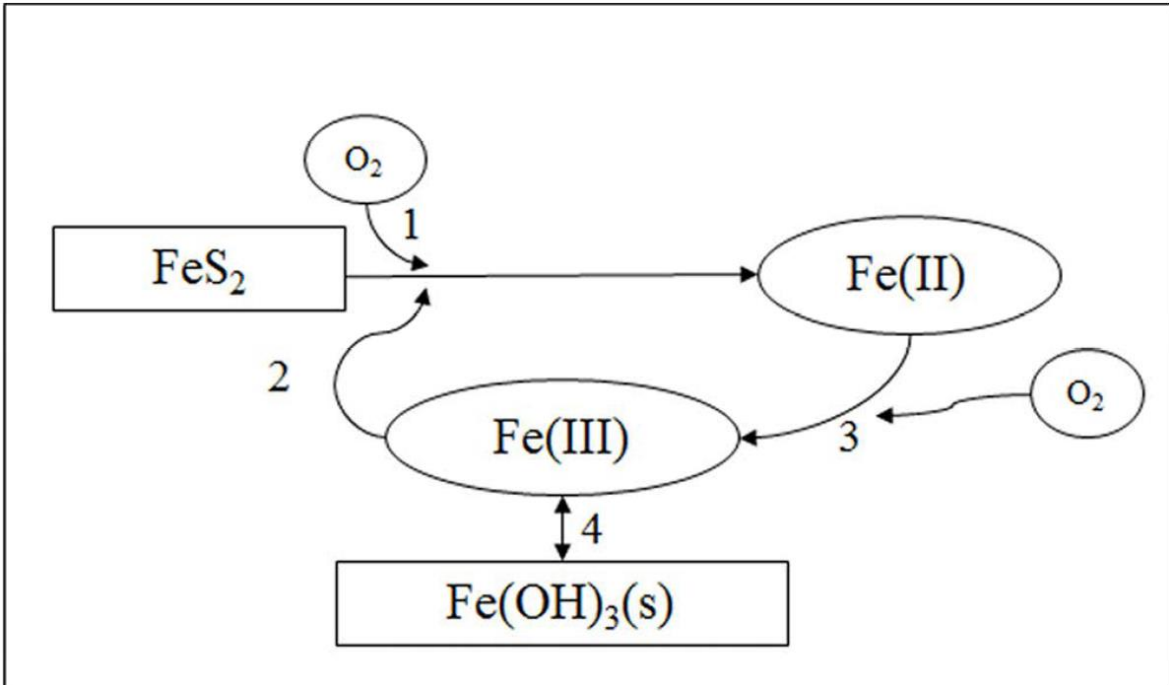 O₂
1
FeS₂
Fe(II)
2
O₂
Fe(III)
3
4
Fe(OH)₃(s)